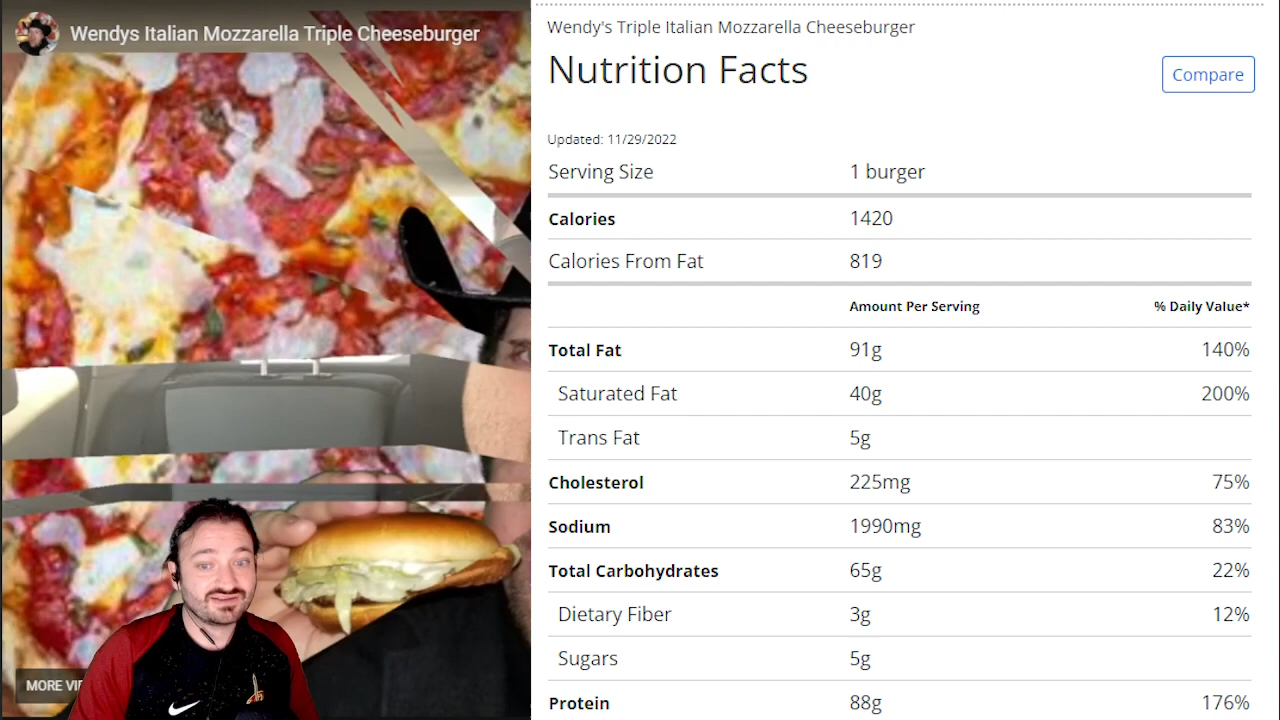 Wendys Italian Mozzarella Triple Cheeseburger
MORE VI
Wendy's Triple Italian Mozzarella Cheeseburger
Nutrition Facts
Compare
Updated: 11/29/2022
Serving Size 1 burger
Calories 1420
Calories From Fat 819
Amount Per Serving % Daily Value*
Total Fat 91g 140%
Saturated Fat 40g 200%
Trans Fat 5g
Cholesterol 225mg 75%
Sodium 1990mg 83%
Total Carbohydrates 65g 22%
Dietary Fiber 3g 12%
Sugars 5g
Protein 88g 176%